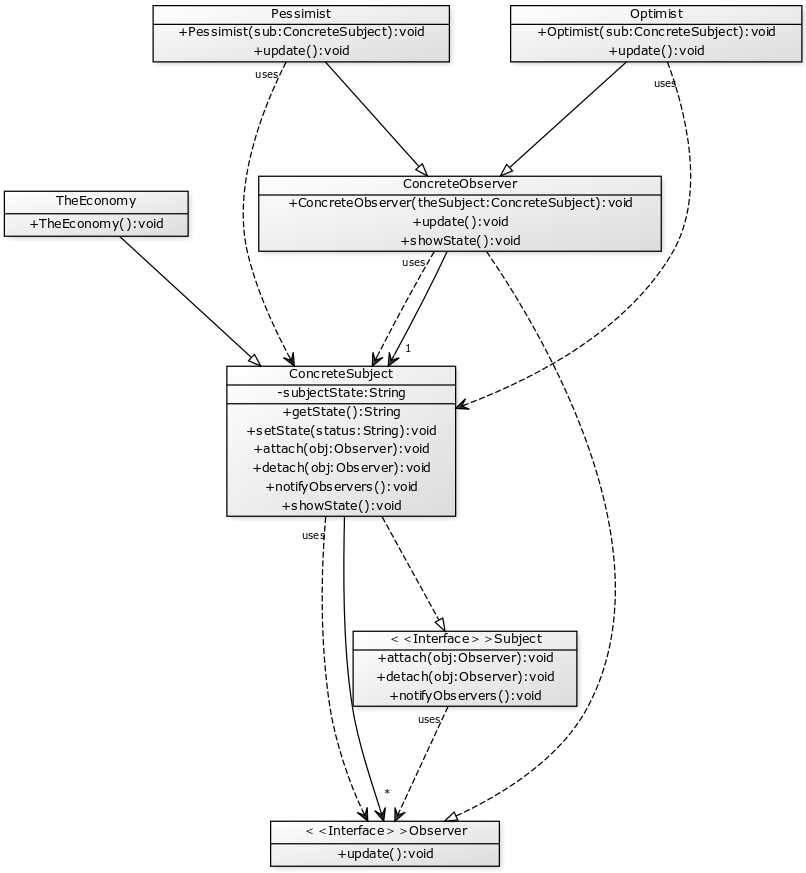 Pessimist
+Pessimist(sub:ConcreteSubject):void
+update():void
Optimist
+Optimist(sub:ConcreteSubject):void
+update():void
uses
uses
ConcreteObserver
+ConcreteObserver(theSubject:ConcreteSubject):void
+update():void
+showState():void
TheEconomy
+TheEconomy():void
uses
1
ConcreteSubject
-subjectState:String
+getState():String
+setState(status:String):void
+attach(obj:Observer):void
+detach(obj:Observer):void
+notifyObservers():void
+showState():void
uses
<<Interface>>Subject
+attach(obj:Observer):void
+detach(obj:Observer):void
+notifyObservers():void
uses
*
<<Interface>>Observer
+update():void